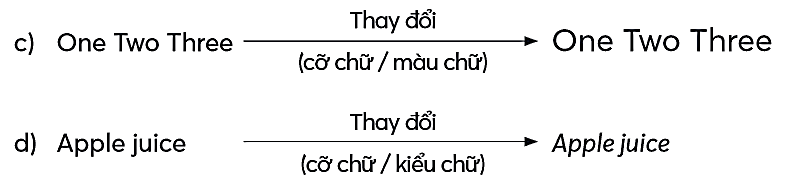 Thay đổi
c) One Two Three One Two Three
(cỡ chữ / màu chữ)
Thay đổi
d) Apple juice Apple juice
(cỡ chữ / kiểu chữ)